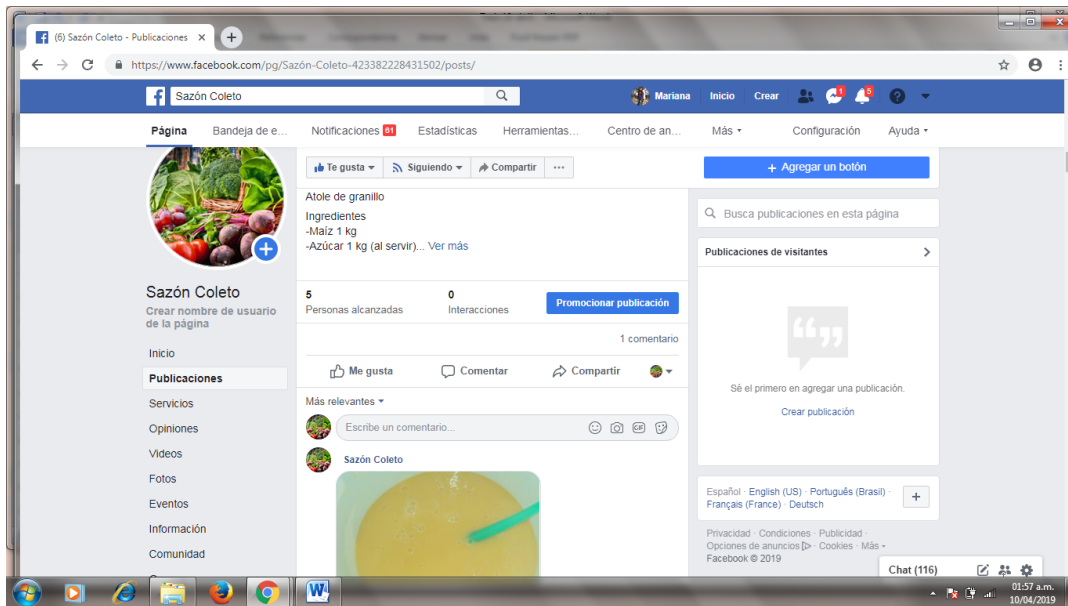 (6) Sazón Coleto - Publicaciones
https://www.facebook.com/pg/Sazón-Coleto-423382228431502/posts/
Sazón Coleto
Mariana
Inicio
Crear
1
5
Página
Bandeja de e...
Notificaciones 61
Estadísticas
Herramientas...
Centro de an...
Más
Configuración
Ayuda
Te gusta
Siguiendo
Compartir
+ Agregar un botón
Atole de granillo
Ingredientes
-Maíz 1 kg
-Azúcar 1 kg (al servir)... Ver más
Busca publicaciones en esta página
Publicaciones de visitantes
Sé el primero en agregar una publicación.
Crear publicación
Sazón Coleto
Crear nombre de usuario
de la página
Inicio
Publicaciones
Servicios
Opiniones
Videos
Fotos
Eventos
Información
Comunidad
5
Personas alcanzadas
0
Interacciones
Promocionar publicación
1 comentario
Me gusta
Comentar
Compartir
Más relevantes
Escribe un comentario...
GIF
Sazón Coleto
Español · English (US) · Português (Brasil) ·
Français (France) · Deutsch
Privacidad · Condiciones · Publicidad ·
Opciones de anuncios · Cookies · Más
Facebook © 2019
Chat (116)
01:57 a.m.
10/04/2019